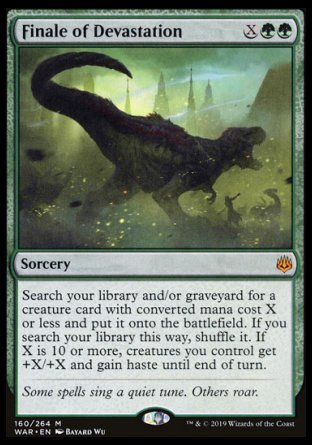 Finale of Devastation X
Sorcery
Search your library and/or graveyard for a
creature card with converted mana cost X
or less and put it onto the battlefield. If you
search your library this way, shuffle it. If
X is 10 or more, creatures you control get
+X/+X and gain haste until end of turn.
Some spells sing a quiet tune. Others roar.
160/264 M
WAR • EN Bayard Wu
™ & © 2019 Wizards of the Coast